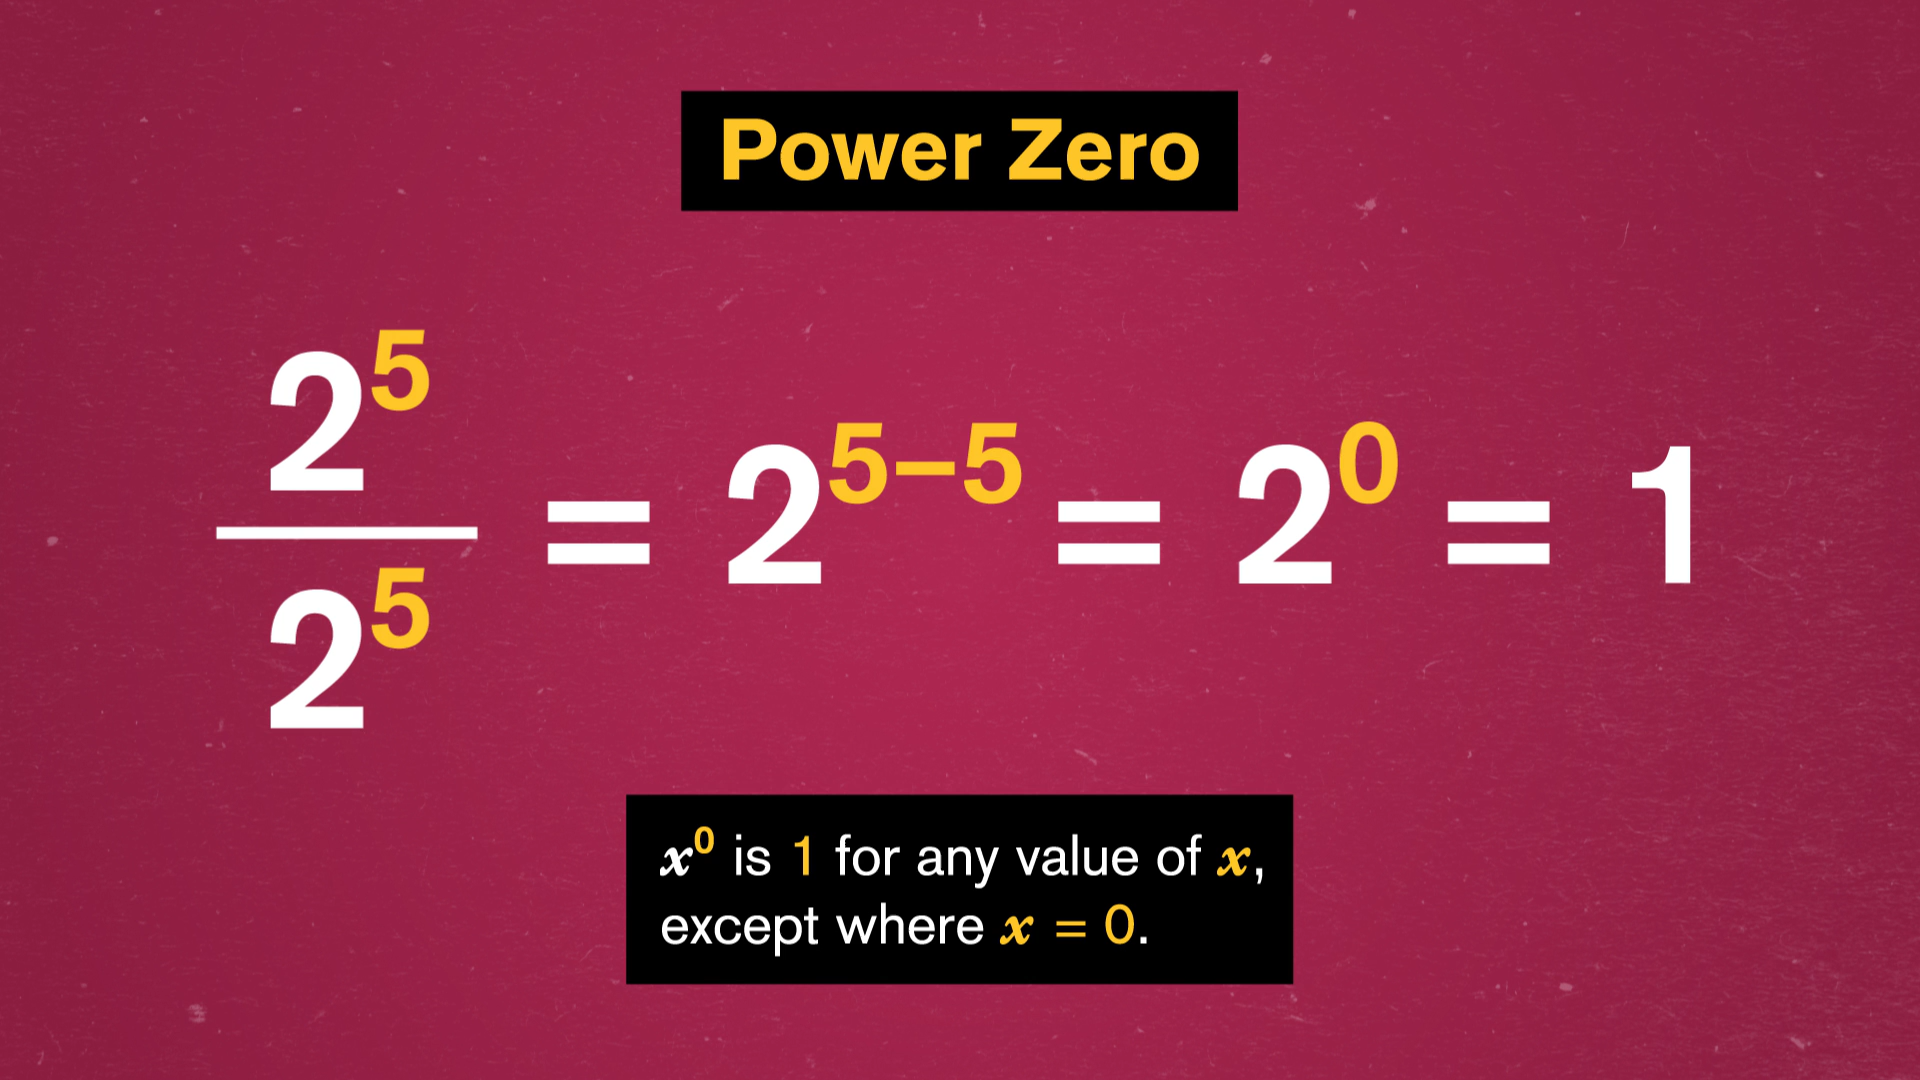 Power Zero
2⁵/2⁵ = 2⁵⁻⁵ = 2⁰ = 1
x⁰ is 1 for any value of x,
except where x = 0.